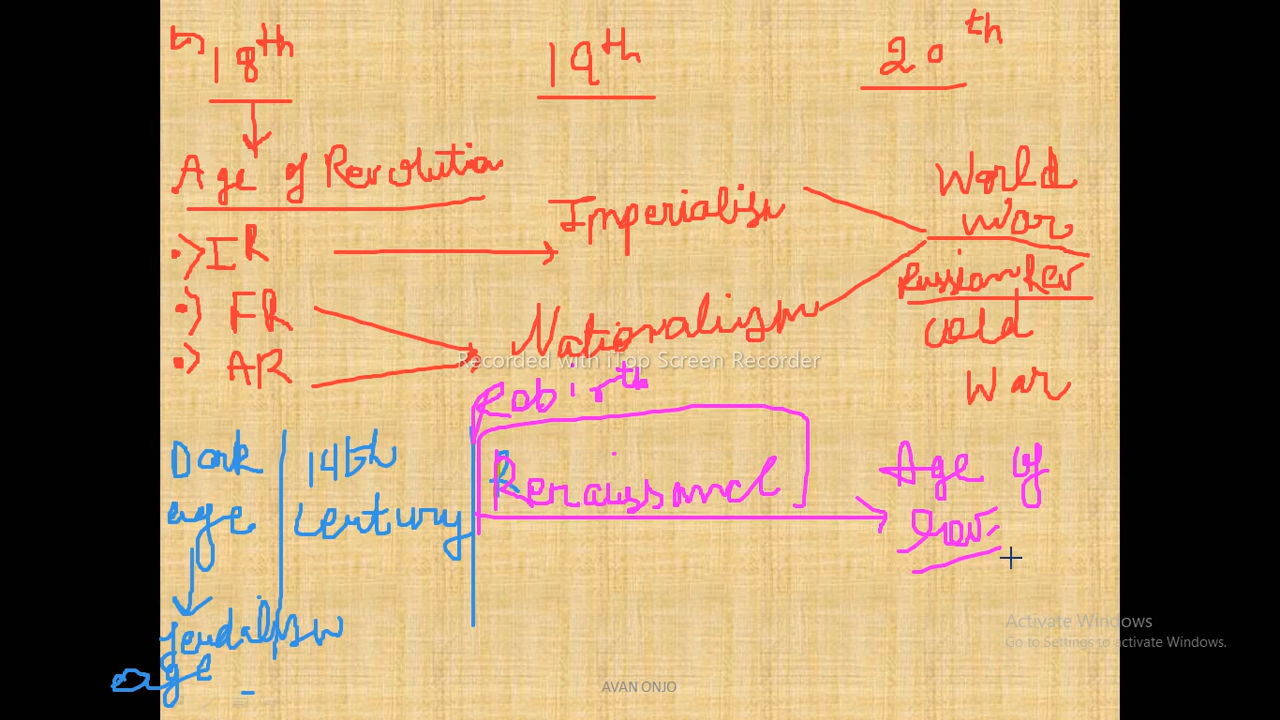 18th
19th
20th
Age of Revolution
Imperialism
World
War
IR
FR
AR
Nationalism
Russian Rev
Cold
War
Recorded with iTop Screen Recorder
Rebirth
Dark
age
14th
Century
Renaissance
Age of
Rev
feudalism
age
Activate Windows
Go to Settings to activate Windows.
AVAN ONJO